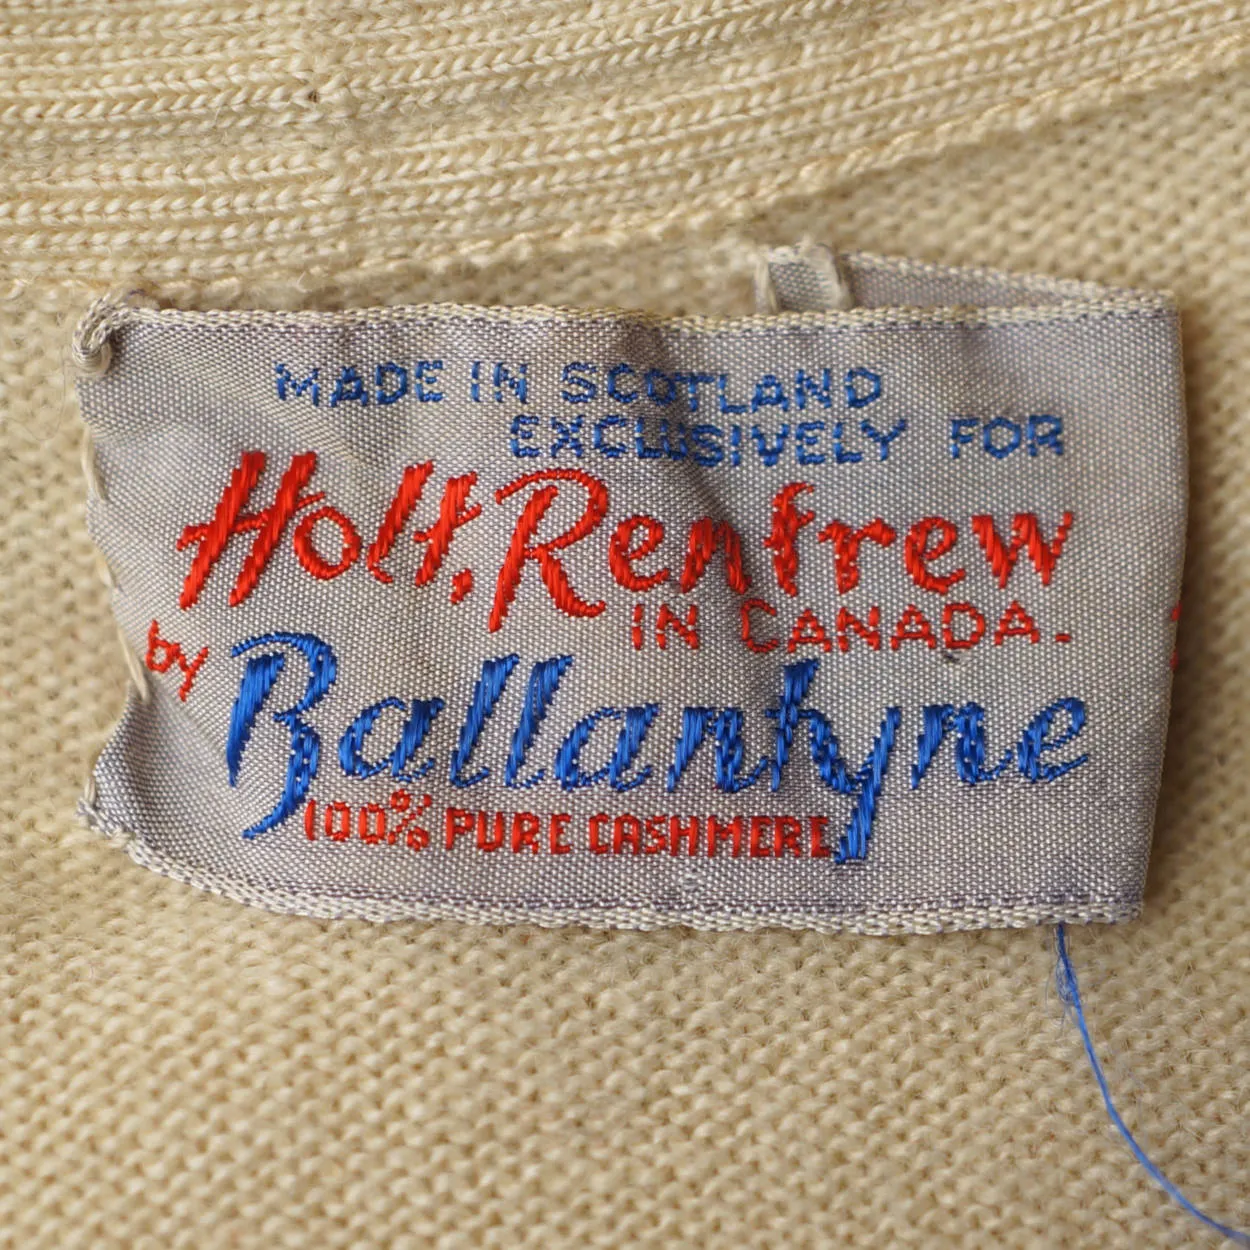 MADE IN SCOTLAND
EXCLUSIVELY FOR
Holt, Renfrew
IN CANADA.
by Ballantyne
100% PURE CASHMERE